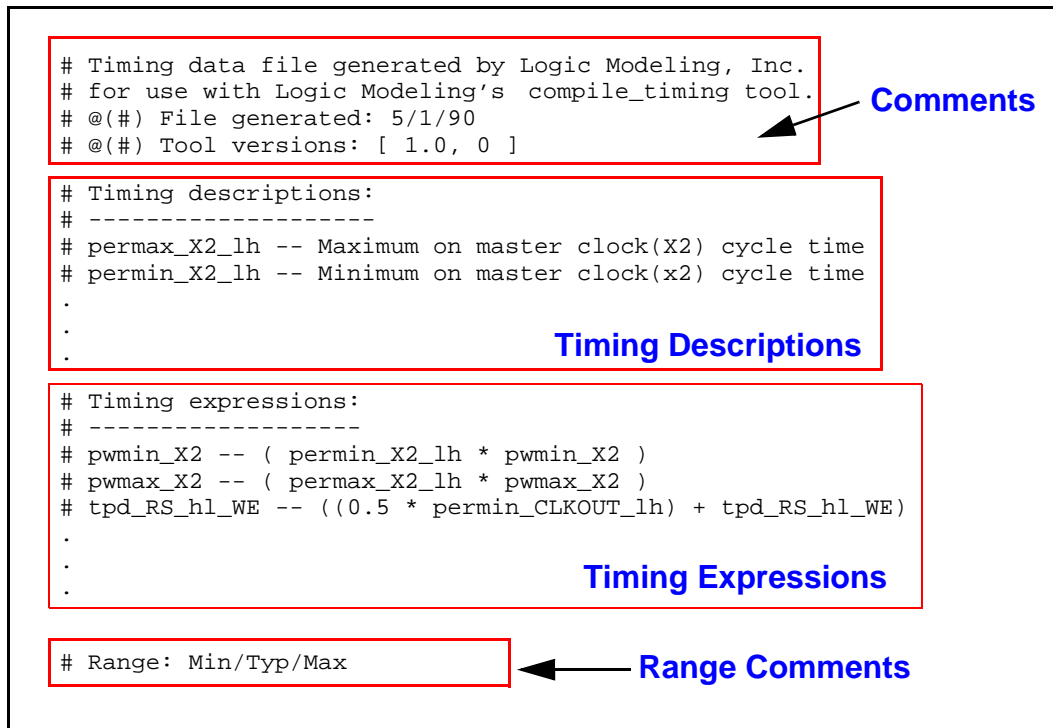 # Timing data file generated by Logic Modeling, Inc.
# for use with Logic Modeling's compile_timing tool.
# @(#) File generated: 5/1/90
# @(#) Tool versions: [ 1.0, 0 ]
Comments
# Timing descriptions:
# --------------------
# permax_X2_lh -- Maximum on master clock(X2) cycle time
# permin_X2_lh -- Minimum on master clock(x2) cycle time
.
.
.
Timing Descriptions
# Timing expressions:
# -------------------
# pwmin_X2 -- ( permin_X2_lh * pwmin_X2 )
# pwmax_X2 -- ( permax_X2_lh * pwmax_X2 )
# tpd_RS_hl_WE -- ((0.5 * permin_CLKOUT_lh) + tpd_RS_hl_WE)
.
.
.
Timing Expressions
# Range: Min/Typ/Max
Range Comments